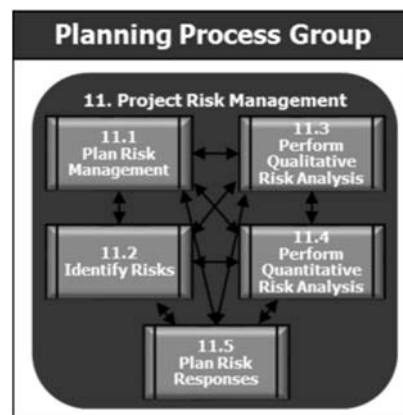 Planning Process Group
11. Project Risk Management
11.1
Plan Risk
Management
11.3
Perform
Qualitative
Risk Analysis
11.2
Identify Risks
11.4
Perform
Quantitative
Risk Analysis
11.5
Plan Risk
Responses